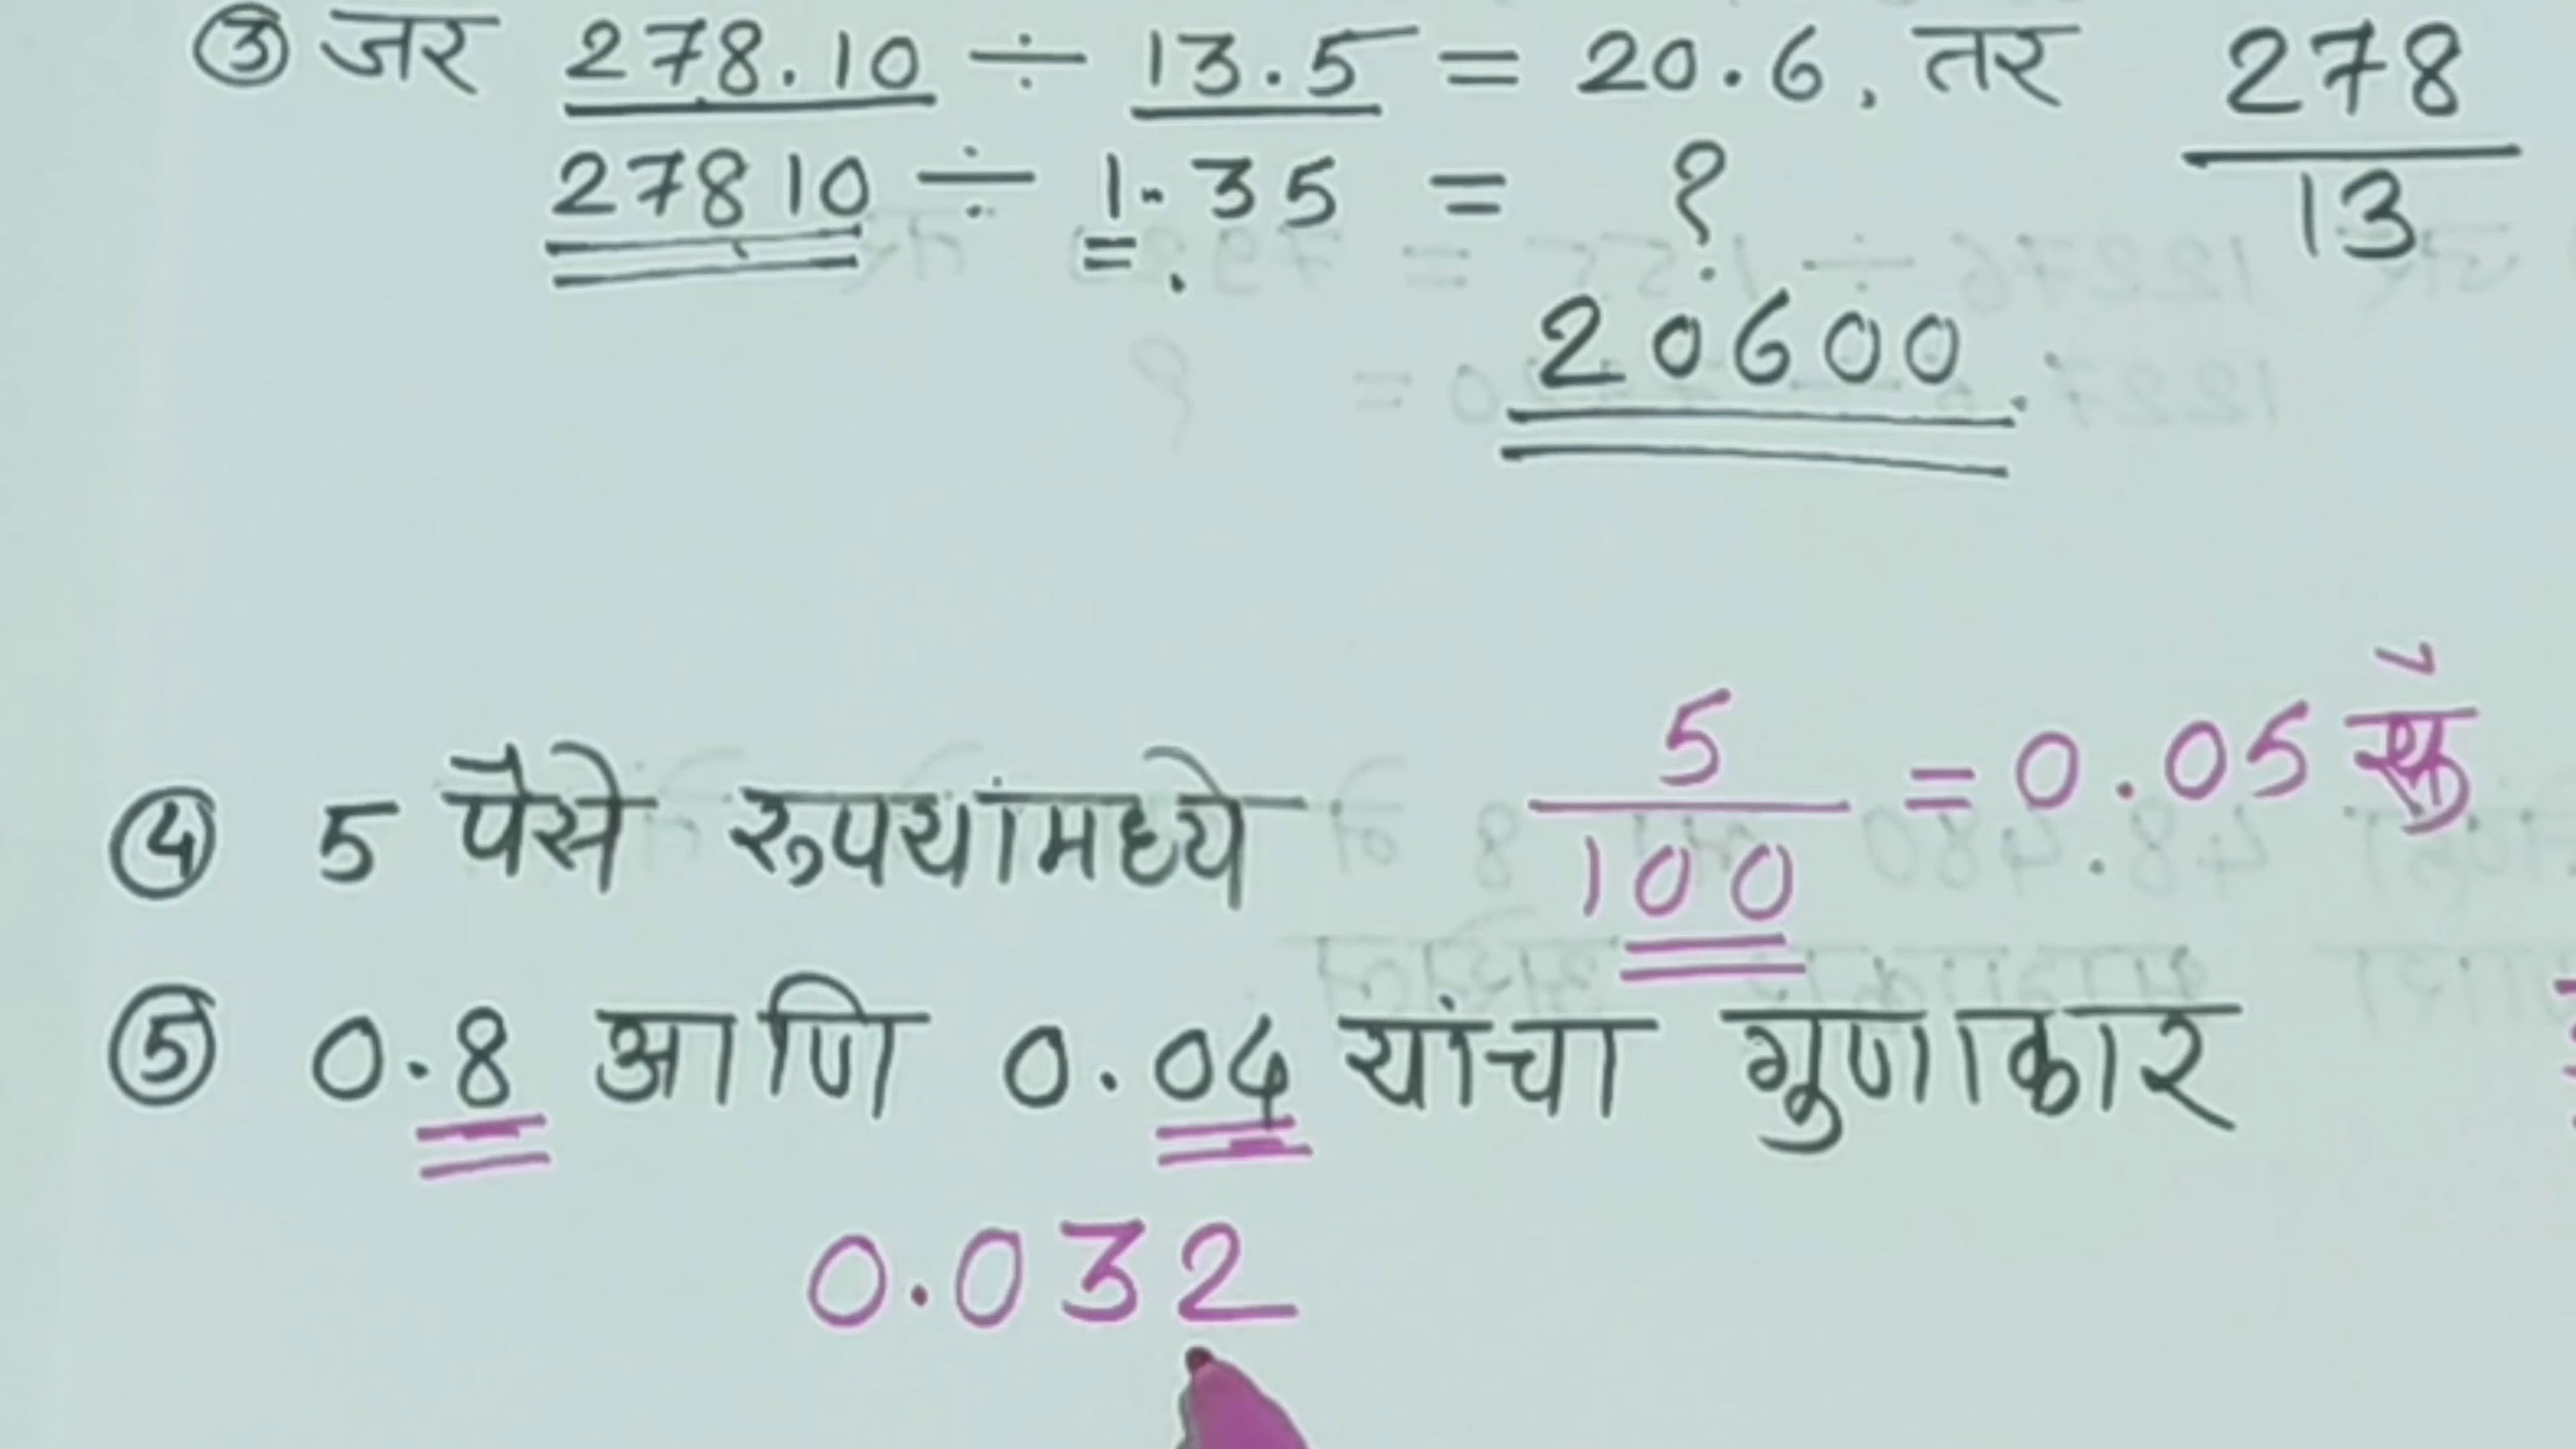 ③ जर 278.10 ÷ 13.5 = 20.6, तर
27810 ÷ 1.35 = ?
278
13
20600
④ 5 पैसे रुपयांमध्ये
5
100
= 0.05 रु
⑤ 0.8 आणि 0.04 यांचा गुणाकार
0.032